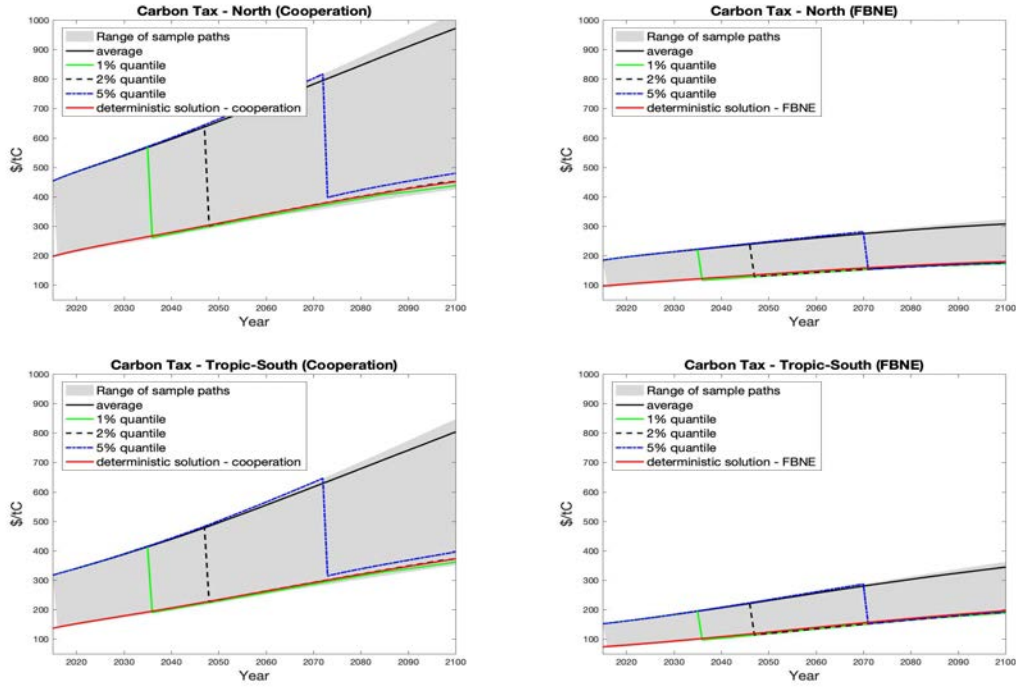 Carbon Tax - North (Cooperation)
1000
900
800
700
600
500
400
300
200
100
$/tC
Range of sample paths
average
1% quantile
2% quantile
5% quantile
deterministic solution - cooperation
2020 2030 2040 2050 2060 2070 2080 2090 2100
Year
Carbon Tax - North (FBNE)
1000
900
800
700
600
500
400
300
200
100
$/tC
Range of sample paths
average
1% quantile
2% quantile
5% quantile
deterministic solution - FBNE
2020 2030 2040 2050 2060 2070 2080 2090 2100
Year
Carbon Tax - Tropic-South (Cooperation)
1000
900
800
700
600
500
400
300
200
100
$/tC
Range of sample paths
average
1% quantile
2% quantile
5% quantile
deterministic solution - cooperation
2020 2030 2040 2050 2060 2070 2080 2090 2100
Year
Carbon Tax - Tropic-South (FBNE)
1000
900
800
700
600
500
400
300
200
100
$/tC
Range of sample paths
average
1% quantile
2% quantile
5% quantile
deterministic solution - FBNE
2020 2030 2040 2050 2060 2070 2080 2090 2100
Year